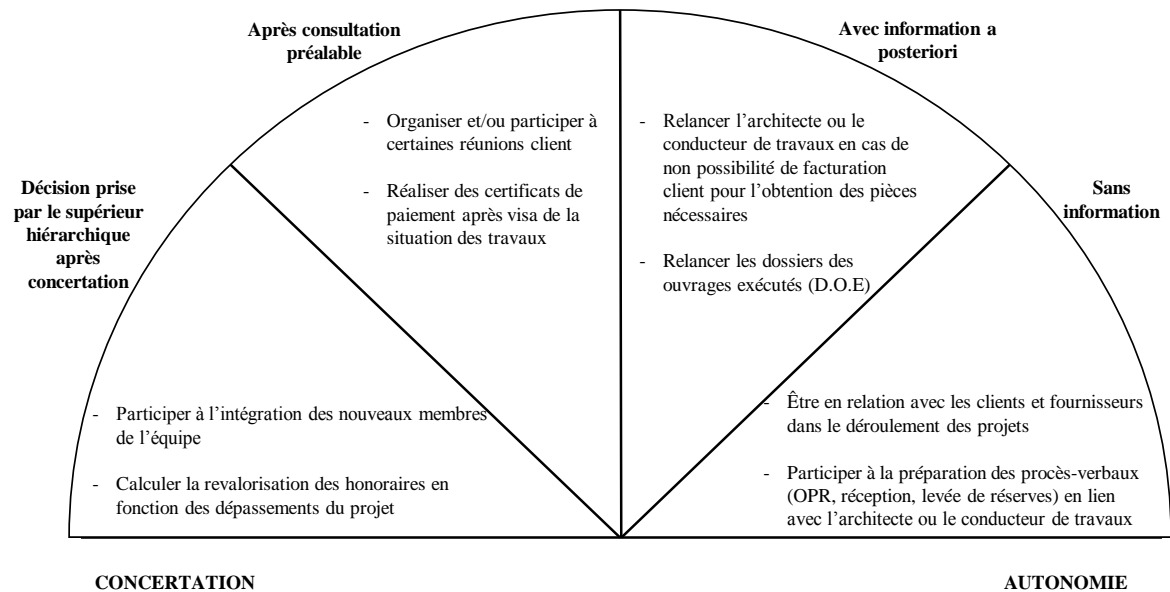 Après consultation
préalable
Avec information a
posteriori
- Organiser et/ou participer à
certaines réunions client
- Réaliser des certificats de
paiement après visa de la
situation des travaux
- Relancer l’architecte ou le
conducteur de travaux en cas de
non possibilité de facturation
client pour l’obtention des pièces
nécessaires
- Relancer les dossiers des
ouvrages exécutés (D.O.E)
Décision prise
par le supérieur
hiérarchique
après
concertation
Sans
information
- Participer à l’intégration des nouveaux membres
de l’équipe
- Calculer la revalorisation des honoraires en
fonction des dépassements du projet
- Être en relation avec les clients et fournisseurs
dans le déroulement des projets
- Participer à la préparation des procès-verbaux
(OPR, réception, levée de réserves) en lien
avec l’architecte ou le conducteur de travaux
CONCERTATION
AUTONOMIE